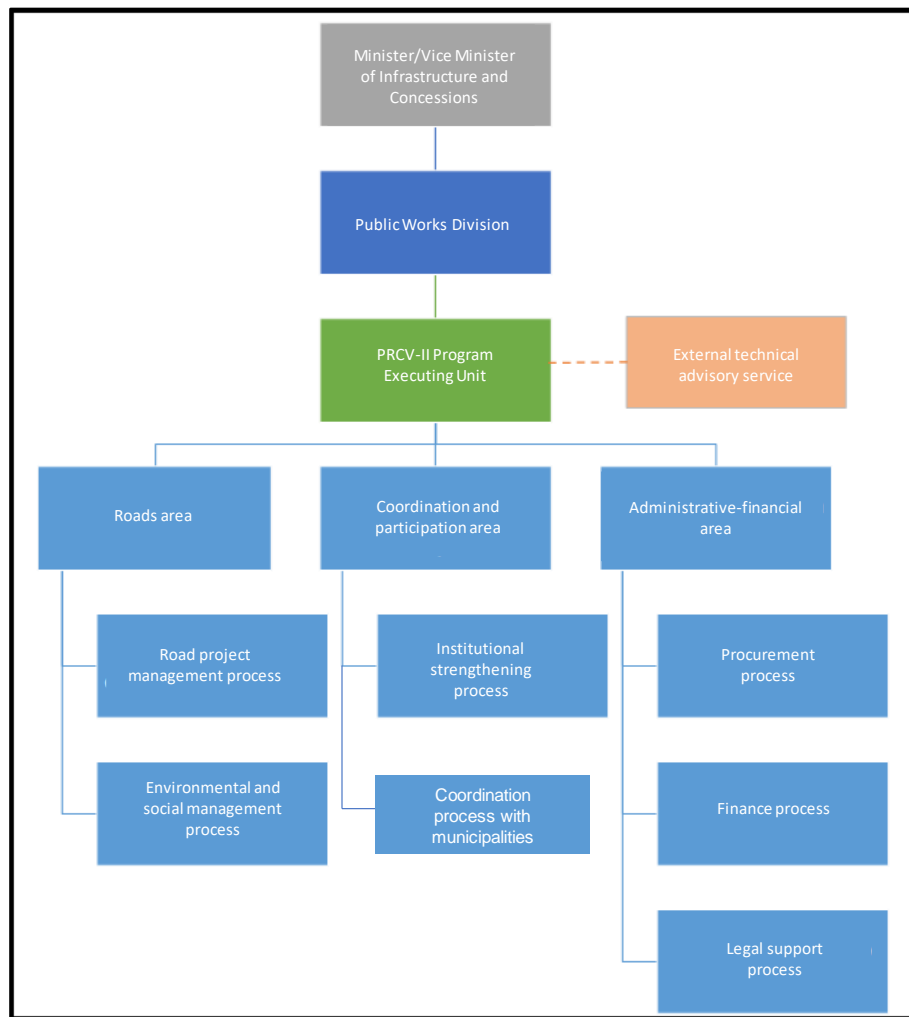 Minister/Vice Minister
of Infrastructure and
Concessions
Public Works Division
PRCV-II Program
Executing Unit
External technical
advisory service
Roads area
Coordination and
participation area
Administrative-financial
area
Road project
management process
Institutional
strengthening
process
Procurement
process
Environmental and
social management
process
Coordination
process with
municipalities
Finance process
Legal support
process